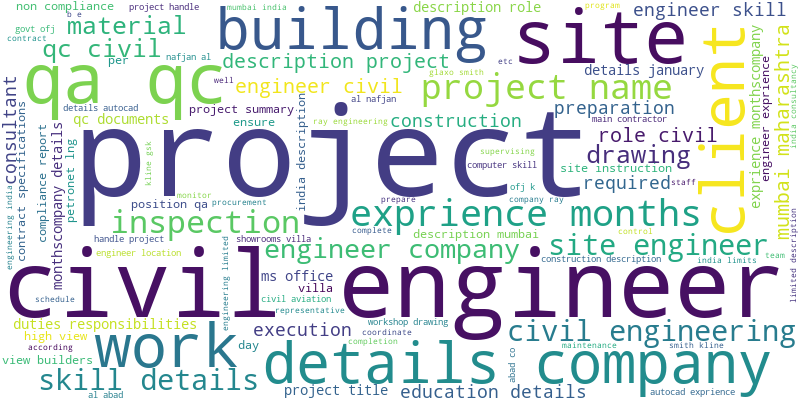 non compliance
project handle
mumbai india
description role
program
engineer skill
b e
govt ofj
contract
material
nafjan al
building
site
client
mumbai maharashtra
qc civil
per
description project
etc
details january
qa qc
well
glaxo smith
engineer civil
project name
consultant
details autocad
al nafjan
preparation
project summary
main contractor
qc documents
ensure
ray engineering
construction
role civil
contract specifications
compliance report
monthscompany details
petronet lng
kline gsk
india description
project
supervising
drawing
computer skill
site instruction
exprience monthscompany
engineer exprience
india consultancy
position qa
monitor
procurement
prepare
ofj k
company ray
required
staff
inspection
exprience months
complete
control
handle project
showrooms villa
engineer location
engineer company
description mumbai
site engineer
team
engineering india
ms office
construction description
india limits
limited description
civil engineer
engineering limited
villa
civil aviation
schedule
representative
duties responsibilities
high view
according
execution
workshop drawing
coordinate
civil engineering
view builders
work
day
completion
maintenance
smith kline
details company
abad co
skill details
al abad
project title
education details
autocad exprience